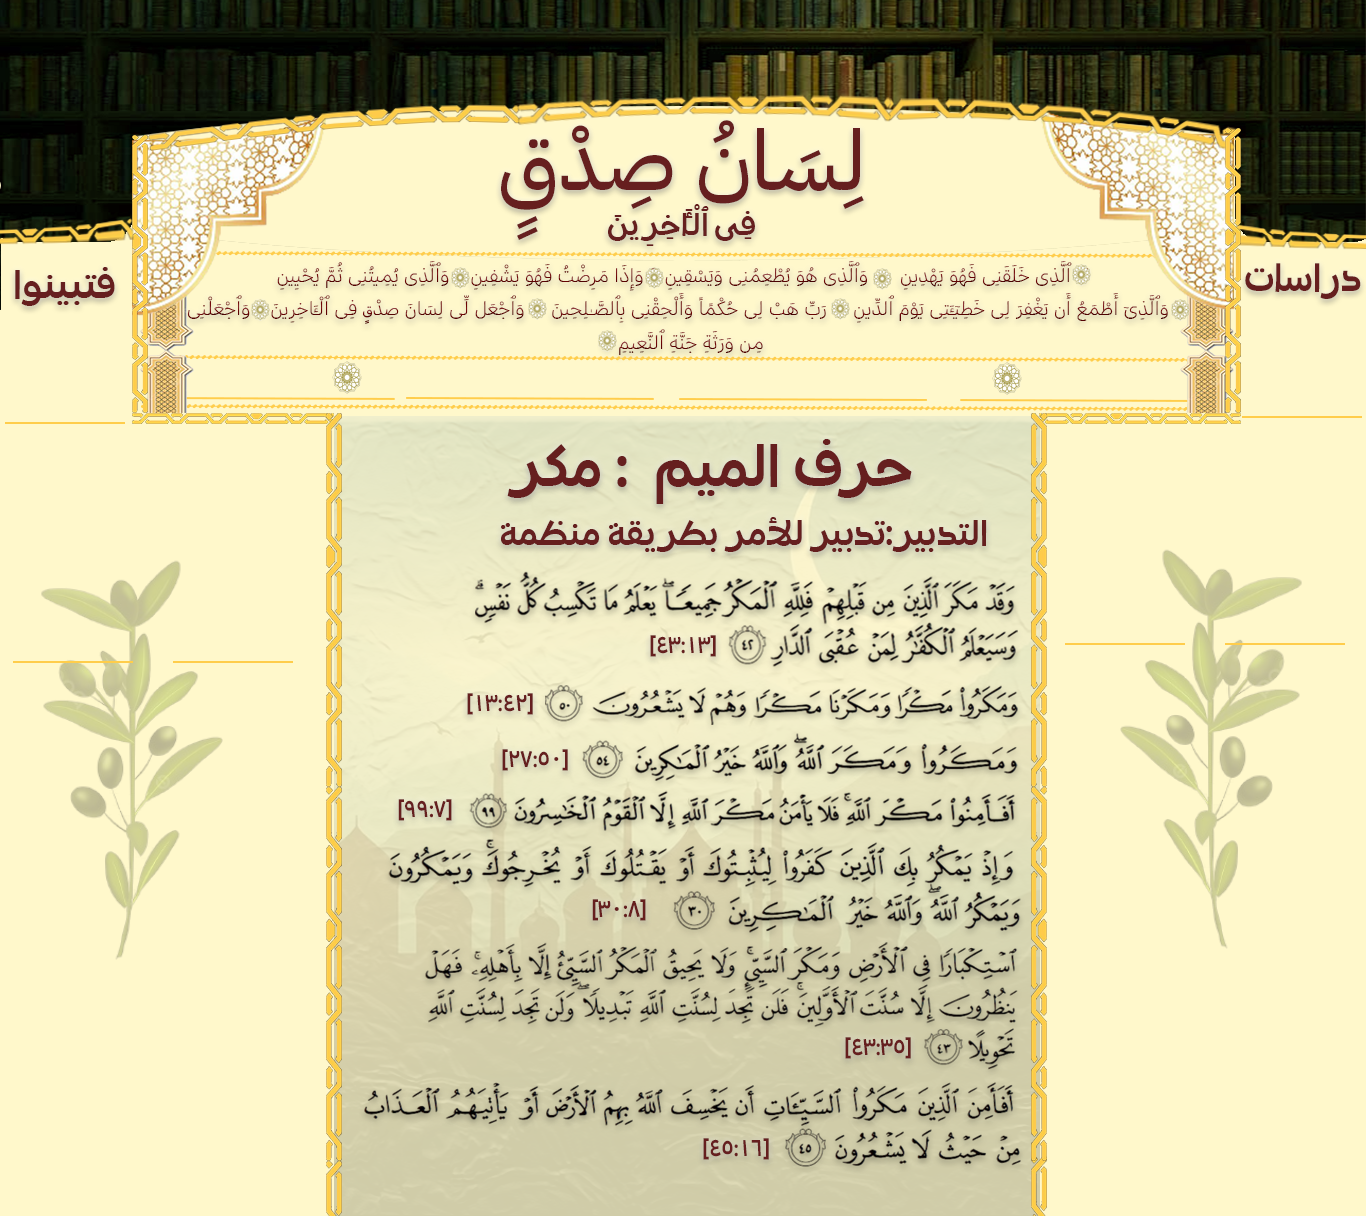 لِسَانُ صِدْقٍ
فِى ٱلْـَٔاخِرِينَ
دراسات
فتبينوا
ٱلَّذِى خَلَقَنِى فَهُوَ يَهْدِينِ وَٱلَّذِى هُوَ يُطْعِمُنِى وَيَسْقِينِ وَإِذَا مَرِضْتُ فَهُوَ يَشْفِينِ وَٱلَّذِى يُمِيتُنِى ثُمَّ يُحْيِينِ
وَٱلَّذِىٓ أَطْمَعُ أَن يَغْفِرَ لِى خَطِيٓـَٔتِى يَوْمَ ٱلدِّينِ رَبِّ هَبْ لِى حُكْمًا وَأَلْحِقْنِى بِٱلصَّـٰلِحِينَ وَٱجْعَل لِّى لِسَانَ صِدْقٍ فِى ٱلْـَٔاخِرِينَ وَٱجْعَلْنِى
مِن وَرَثَةِ جَنَّةِ ٱلنَّعِيمِ
حرف الميم : مكر
التدبير:تدبير للأمر بطريقة منظمة
وَقَدْ مَكَرَ ٱلَّذِينَ مِن قَبْلِهِمْ فَلِلَّهِ ٱلْمَكْرُ جَمِيعًا ۖ يَعْلَمُ مَا تَكْسِبُ كُلُّ نَفْسٍ ۗ
وَسَيَعْلَمُ ٱلْكُفَّـٰرُ لِمَنْ عُقْبَى ٱلدَّارِ ٤٢ [٤٣:١٣]
وَمَكَرُوا۟ مَكْرًا وَمَكَرْنَا مَكْرًا وَهُمْ لَا يَشْعُرُونَ ٥٠ [١٣:٤٢]
وَمَكَرُوا۟ وَمَكَرَ ٱللَّهُ ۖ وَٱللَّهُ خَيْرُ ٱلْمَـٰكِرِينَ ٥٤ [٢٧:٥٠]
أَفَأَمِنُوا۟ مَكْرَ ٱللَّهِ ۚ فَلَا يَأْمَنُ مَكْرَ ٱللَّهِ إِلَّا ٱلْقَوْمُ ٱلْخَـٰسِرُونَ ٩٩ [٩٩:٧]
وَإِذْ يَمْكُرُ بِكَ ٱلَّذِينَ كَفَرُوا۟ لِيُثْبِتُوكَ أَوْ يَقْتُلُوكَ أَوْ يُخْرِجُوكَ ۚ وَيَمْكُرُونَ
وَيَمْكُرُ ٱللَّهُ ۖ وَٱللَّهُ خَيْرُ ٱلْمَـٰكِرِينَ ٣٠ [٣٠:٨]
ٱسْتِكْبَارًا فِى ٱلْأَرْضِ وَمَكْرَ ٱلسَّيِّئِ ۚ وَلَا يَحِيقُ ٱلْمَكْرُ ٱلسَّيِّئُ إِلَّا بِأَهْلِهِۦ ۚ فَهَلْ
يَنظُرُونَ إِلَّا سُنَّتَ ٱلْأَوَّلِينَ ۚ فَلَن تَجِدَ لِسُنَّتِ ٱللَّهِ تَبْدِيلًا ۖ وَلَن تَجِدَ لِسُنَّتِ ٱللَّهِ
تَحْوِيلًا ٤٣ [٤٣:٣٥]
أَفَأَمِنَ ٱلَّذِينَ مَكَرُوا۟ ٱلسَّيِّـَٔاتِ أَن يَخْسِفَ ٱللَّهُ بِهِمُ ٱلْأَرْضَ أَوْ يَأْتِيَهُمُ ٱلْعَذَابُ
مِنْ حَيْثُ لَا يَشْعُرُونَ ٤٥ [٤٥:١٦]